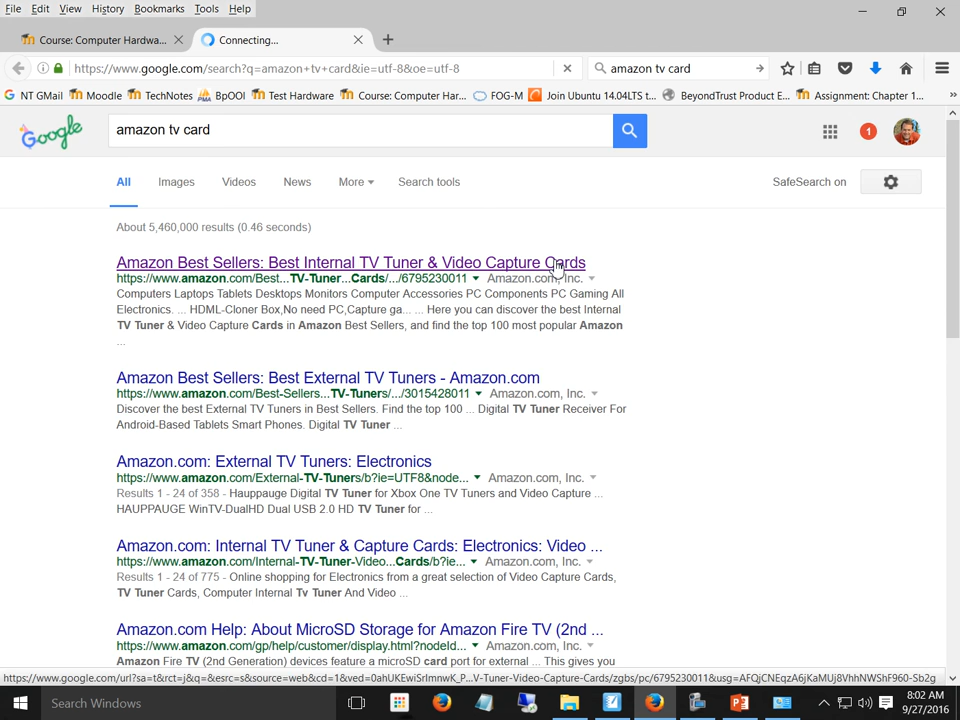 File Edit View History Bookmarks Tools Help
Course: Computer Hardwa... Connecting...
https://www.google.com/search?q=amazon+tv+card&ie=utf-8&oe=utf-8 amazon tv card
NT GMail Moodle TechNotes BpOOI Test Hardware Course: Computer Har... FOG-M Join Ubuntu 14.04LTS t... BeyondTrust Product E... Assignment: Chapter 1... »
Google amazon tv card 1
All Images Videos News More Search tools SafeSearch on
About 5,460,000 results (0.46 seconds)
Amazon Best Sellers: Best Internal TV Tuner & Video Capture Cards
https://www.amazon.com/Best...TV-Tuner...Cards/.../6795230011 Amazon.com, Inc.
Computers Laptops Tablets Desktops Monitors Computer Accessories PC Components PC Gaming All
Electronics. ... HDML-Cloner Box,No need PC,Capture ga... ... Here you can discover the best Internal
TV Tuner & Video Capture Cards in Amazon Best Sellers, and find the top 100 most popular Amazon
...
Amazon Best Sellers: Best External TV Tuners - Amazon.com
https://www.amazon.com/Best-Sellers...TV-Tuners/.../3015428011 Amazon.com, Inc.
Discover the best External TV Tuners in Best Sellers. Find the top 100 ... Digital TV Tuner Receiver For
Android-Based Tablets Smart Phones. Digital TV Tuner ...
Amazon.com: External TV Tuners: Electronics
https://www.amazon.com/External-TV-Tuners/b?ie=UTF8&node... Amazon.com, Inc.
Results 1 - 24 of 358 - Hauppauge Digital TV Tuner for Xbox One TV Tuners and Video Capture ...
HAUPPAUGE WinTV-DualHD Dual USB 2.0 HD TV Tuner for ...
Amazon.com: Internal TV Tuner & Capture Cards: Electronics: Video ...
https://www.amazon.com/Internal-TV-Tuner-Video...Cards/b?ie... Amazon.com, Inc.
Results 1 - 24 of 775 - Online shopping for Electronics from a great selection of Video Capture Cards,
TV Tuner Cards, Computer Internal Tv Tuner And Video ...
Amazon.com Help: About MicroSD Storage for Amazon Fire TV (2nd ...
https://www.amazon.com/gp/help/customer/display.html?nodeId... Amazon.com, Inc.
Amazon Fire TV (2nd Generation) devices feature a microSD card port for external ... This gives you
https://www.google.com/url?sa=t&rct=j&q=&esrc=s&source=web&cd=1&ved=0ahUKEwiSrImnwK_P...V-Tuner-Video-Capture-Cards/zgbs/pc/6795230011&usg=AFQjCNEqzA6jKaMUj8VhhNWShF960-Sb2g
Search Windows
8:02 AM
9/27/2016